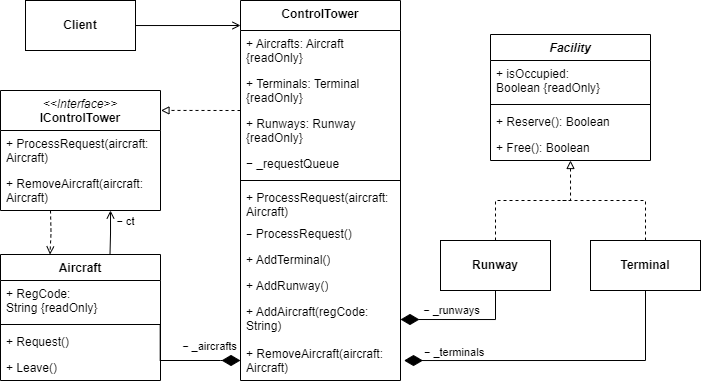 Client
ControlTower
+ Aircrafts: Aircraft
{readOnly}
+ Terminals: Terminal
{readOnly}
+ Runways: Runway
{readOnly}
− _requestQueue
+ ProcessRequest(aircraft:
Aircraft)
− ProcessRequest()
+ AddTerminal()
+ AddRunway()
+ AddAircraft(regCode:
String)
+ RemoveAircraft(aircraft:
Aircraft)
<<Interface>>
IControlTower
+ ProcessRequest(aircraft:
Aircraft)
+ RemoveAircraft(aircraft:
Aircraft)
− ct
Aircraft
+ RegCode:
String {readOnly}
+ Request()
+ Leave()
− _aircrafts
Facility
+ isOccupied:
Boolean {readOnly}
+ Reserve(): Boolean
+ Free(): Boolean
Runway
Terminal
− _runways
− _terminals